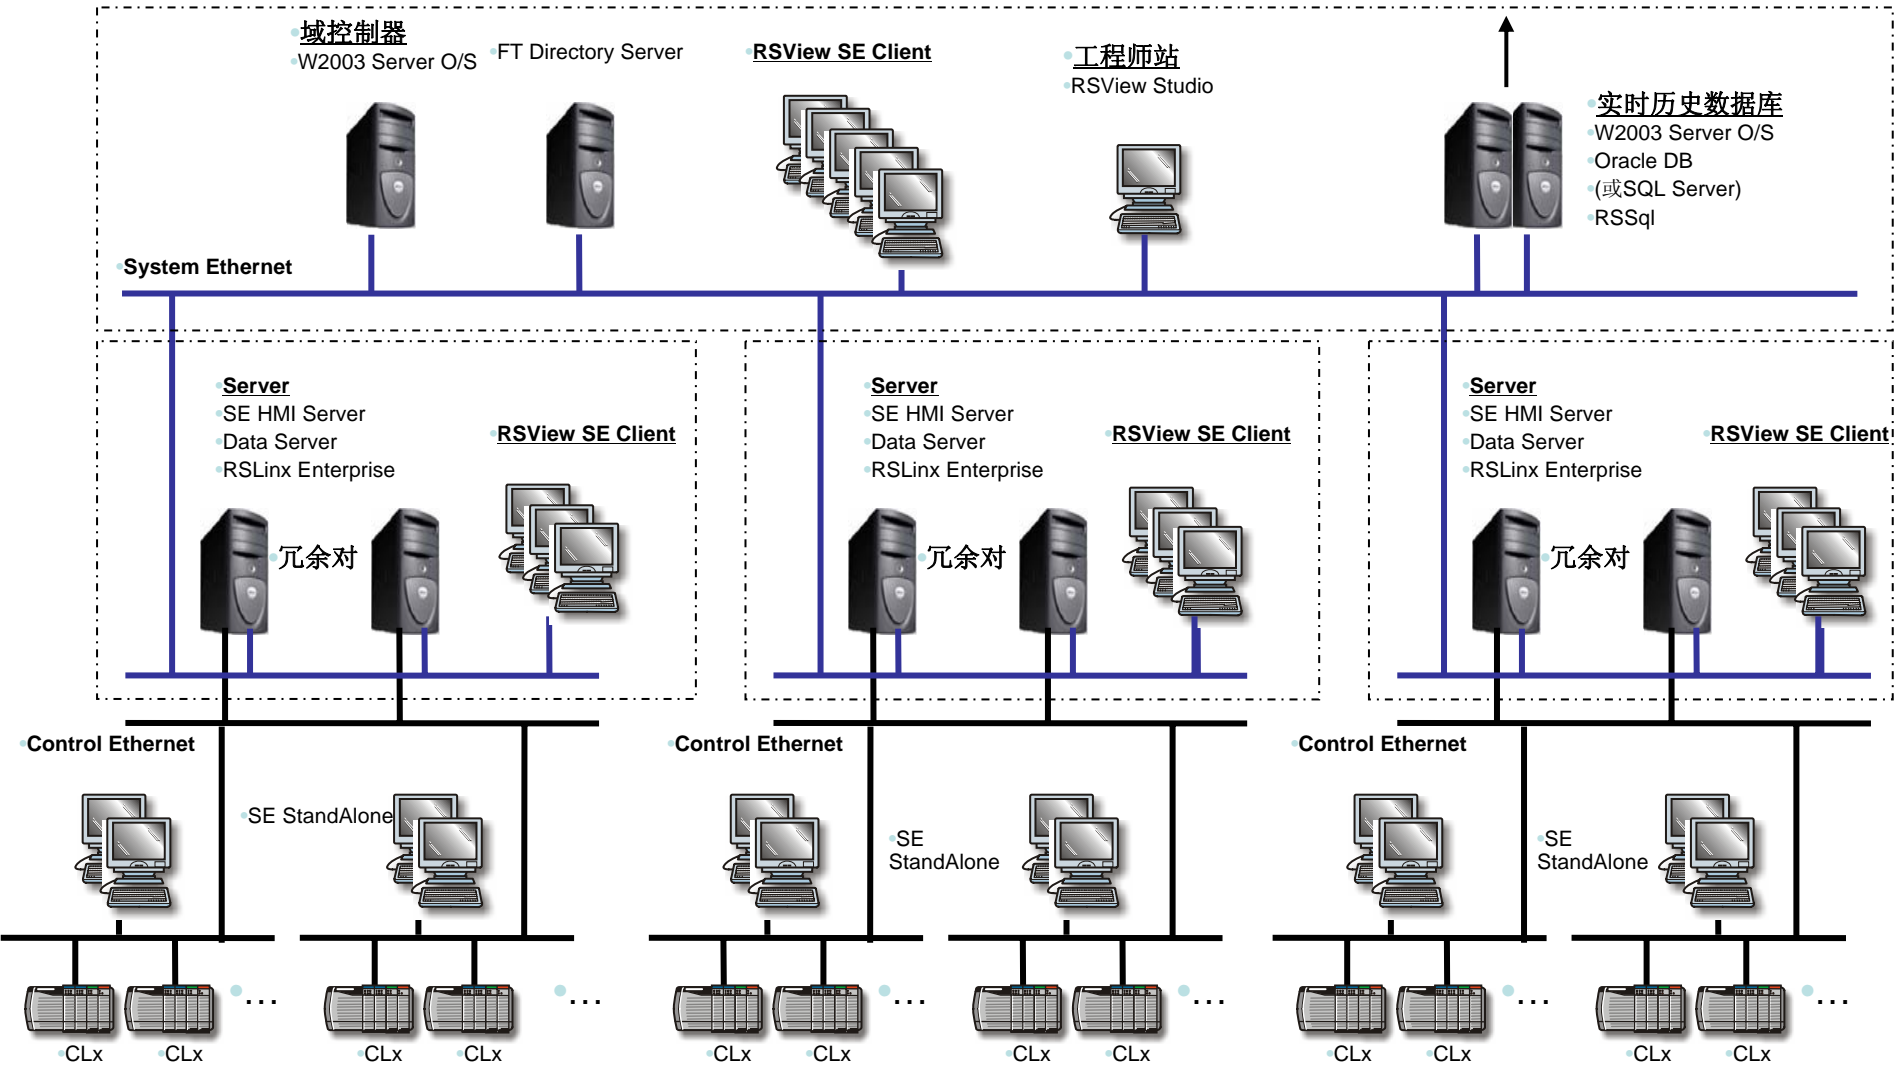 域控制器
W2003 Server O/S
FT Directory Server
RSView SE Client
工程师站
RSView Studio
实时历史数据库
W2003 Server O/S
Oracle DB
(或SQL Server)
RSSql
System Ethernet
Server
SE HMI Server
Data Server
RSLinx Enterprise
RSView SE Client
冗余对
Server
SE HMI Server
Data Server
RSLinx Enterprise
RSView SE Client
冗余对
Server
SE HMI Server
Data Server
RSLinx Enterprise
RSView SE Client
冗余对
Control Ethernet
Control Ethernet
Control Ethernet
SE StandAlone
SE
StandAlone
SE
StandAlone
...
...
...
...
...
...
CLx
CLx
CLx
CLx
CLx
CLx
CLx
CLx
CLx
CLx
CLx
CLx